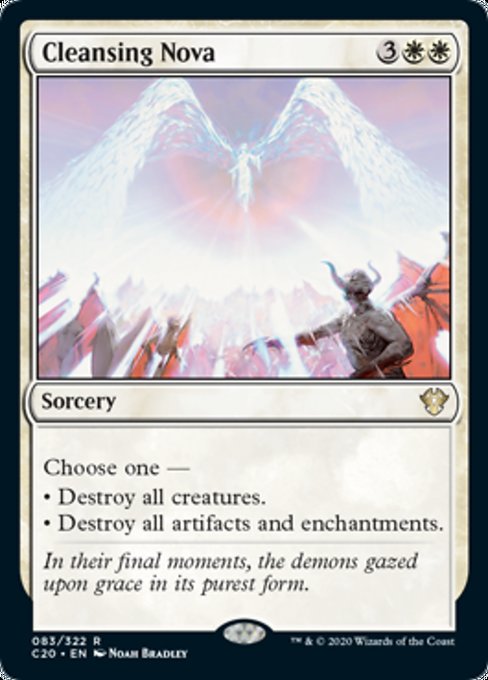 Cleansing Nova 3
Sorcery
Choose one —
• Destroy all creatures.
• Destroy all artifacts and enchantments.
In their final moments, the demons gazed
upon grace in its purest form.
083/322 R
C20 • EN NOAH BRADLEY
™ & © 2020 Wizards of the Coast